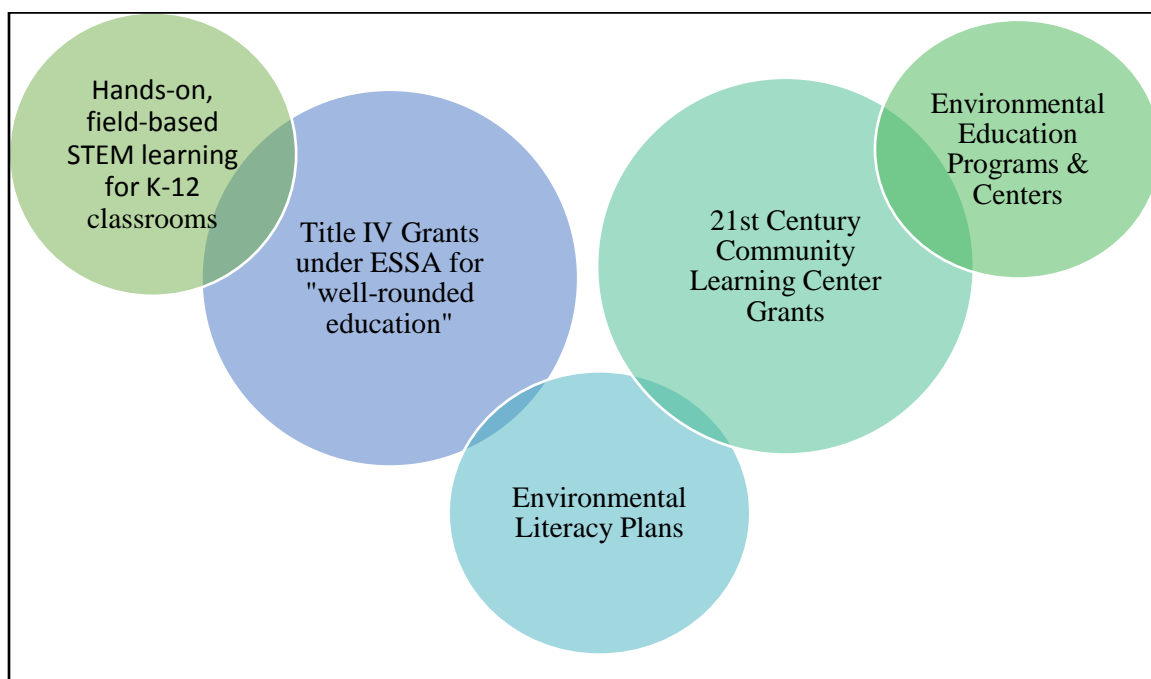 Hands-on,
field-based
STEM learning
for K-12
classrooms
Title IV Grants
under ESSA for
"well-rounded
education"
21st Century
Community
Learning Center
Grants
Environmental
Education
Programs &
Centers
Environmental
Literacy Plans